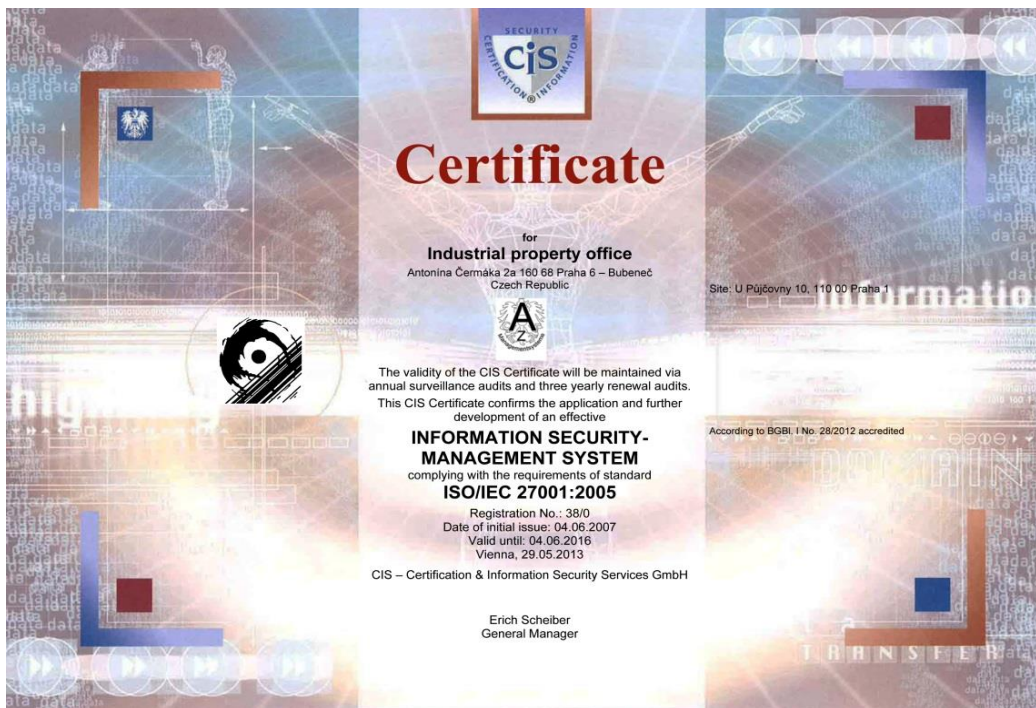 SECURITY
CERTIFICATION INFORMATION
CiS
Certificate
for
Industrial property office
Antonína Čermáka 2a 160 68 Praha 6 – Bubeneč
Czech Republic
Site: U Půjčovny 10, 110 00 Praha 1
informatio
A
Z
Managementsysteme
The validity of the CIS Certificate will be maintained via
annual surveillance audits and three yearly renewal audits.
This CIS Certificate confirms the application and further
development of an effective
According to BGBI. I No. 28/2012 accredited
INFORMATION SECURITY-
MANAGEMENT SYSTEM
DOMAIN
complying with the requirements of standard
ISO/IEC 27001:2005
Registration No.: 38/0
Date of initial issue: 04.06.2007
Valid until: 04.06.2016
Vienna, 29.05.2013
CIS – Certification & Information Security Services GmbH
Erich Scheiber
General Manager
TRANSFER